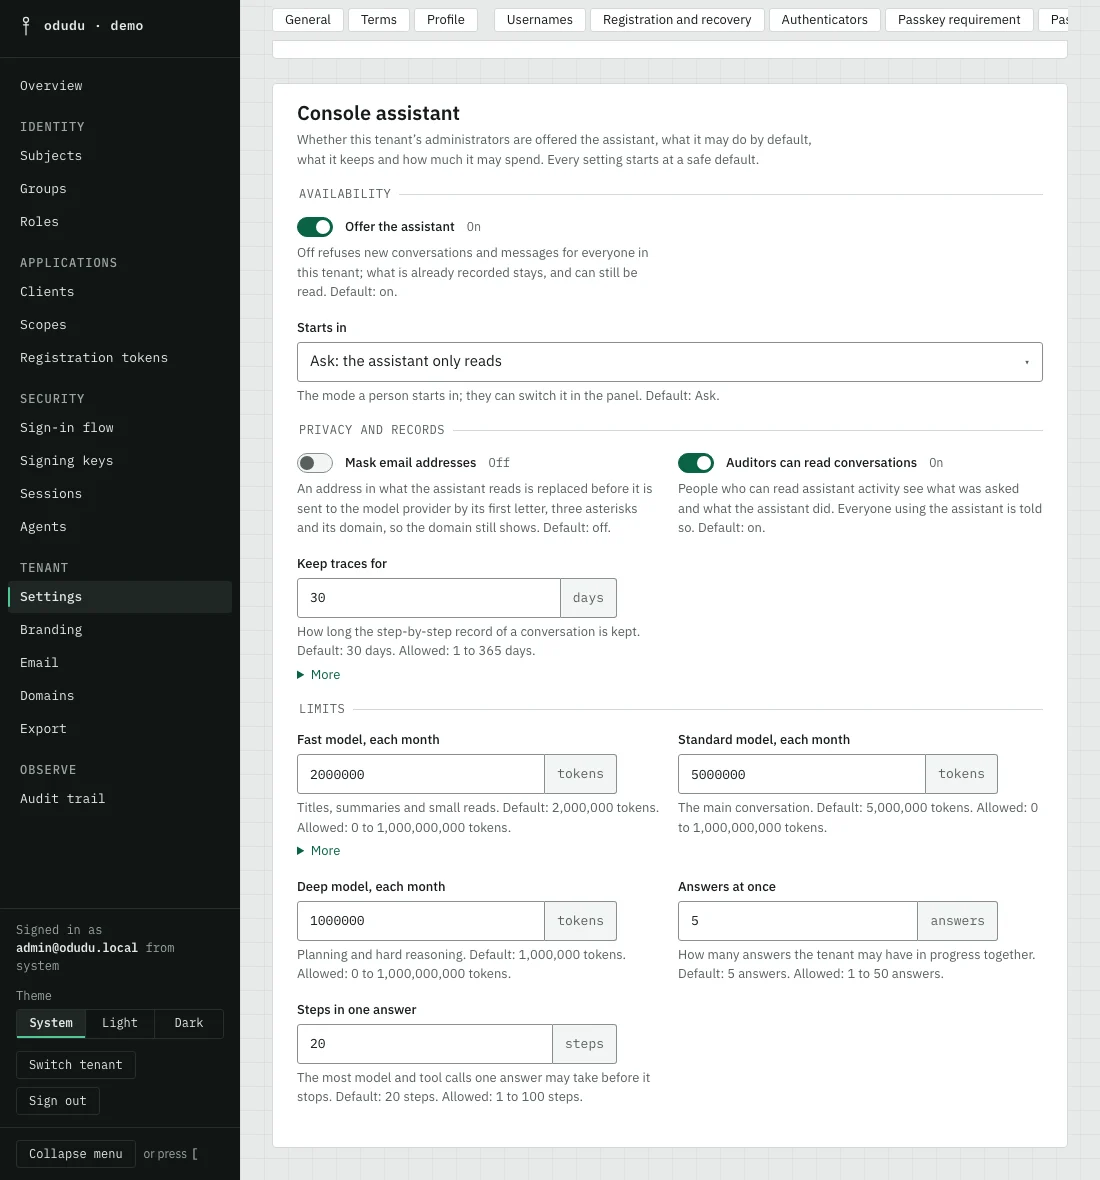 odudu · demo
Overview
IDENTITY
Subjects
Groups
Roles
APPLICATIONS
Clients
Scopes
Registration tokens
SECURITY
Sign-in flow
Signing keys
Sessions
Agents
TENANT
Settings
Branding
Email
Domains
Export
OBSERVE
Audit trail
Signed in as
admin@odudu.local from
system
Theme
System Light Dark
Switch tenant
Sign out
Collapse menu or press [
General Terms Profile Usernames Registration and recovery Authenticators Passkey requirement
Console assistant
Whether this tenant’s administrators are offered the assistant, what it may do by default,
what it keeps and how much it may spend. Every setting starts at a safe default.
AVAILABILITY
Offer the assistant On
Off refuses new conversations and messages for everyone in
this tenant; what is already recorded stays, and can still be
read. Default: on.
Starts in
Ask: the assistant only reads
The mode a person starts in; they can switch it in the panel. Default: Ask.
PRIVACY AND RECORDS
Mask email addresses Off
An address in what the assistant reads is replaced before it is
sent to the model provider by its first letter, three asterisks
and its domain, so the domain still shows. Default: off.
Auditors can read conversations On
People who can read assistant activity see what was asked
and what the assistant did. Everyone using the assistant is told
so. Default: on.
Keep traces for
30 days
How long the step-by-step record of a conversation is kept.
Default: 30 days. Allowed: 1 to 365 days.
More
LIMITS
Fast model, each month
2000000 tokens
Titles, summaries and small reads. Default: 2,000,000 tokens.
Allowed: 0 to 1,000,000,000 tokens.
More
Standard model, each month
5000000 tokens
The main conversation. Default: 5,000,000 tokens. Allowed: 0
to 1,000,000,000 tokens.
Deep model, each month
1000000 tokens
Planning and hard reasoning. Default: 1,000,000 tokens.
Allowed: 0 to 1,000,000,000 tokens.
Answers at once
5 answers
How many answers the tenant may have in progress together.
Default: 5 answers. Allowed: 1 to 50 answers.
Steps in one answer
20 steps
The most model and tool calls one answer may take before it
stops. Default: 20 steps. Allowed: 1 to 100 steps.